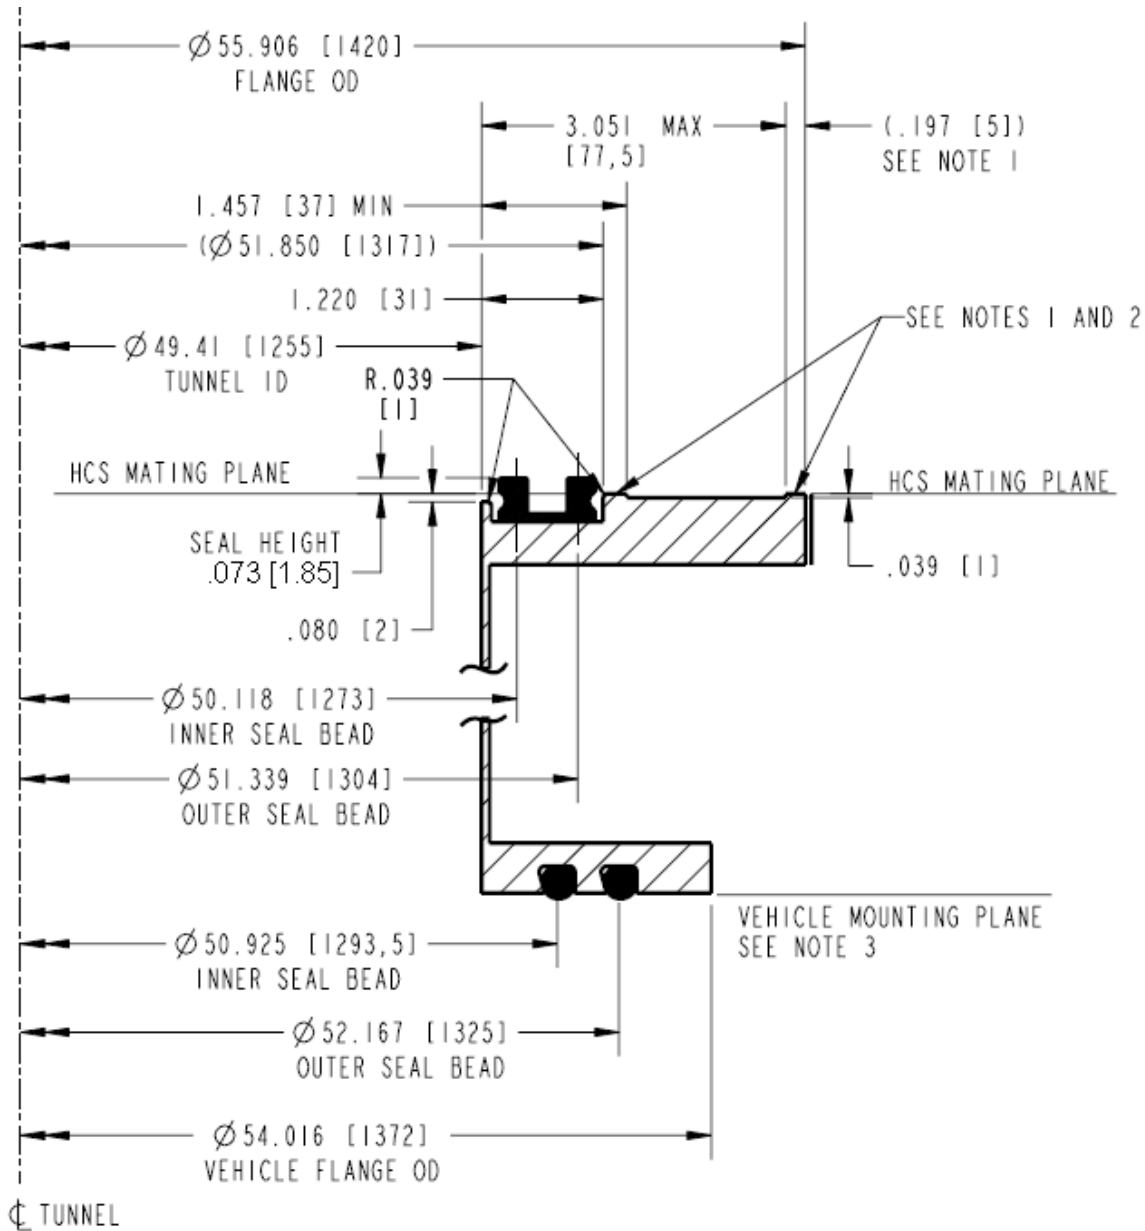 Ø55.906 [1420]
FLANGE OD
3.051 MAX
[77,5]
(.197 [5])
SEE NOTE 1
1.457 [37] MIN
(Ø51.850 [1317])
1.220 [31]
SEE NOTES 1 AND 2
Ø49.41 [1255]
TUNNEL ID
R.039
[1]
HCS MATING PLANE
HCS MATING PLANE
SEAL HEIGHT
.073 [1.85]
.039 [1]
.080 [2]
Ø50.118 [1273]
INNER SEAL BEAD
Ø51.339 [1304]
OUTER SEAL BEAD
VEHICLE MOUNTING PLANE
SEE NOTE 3
Ø50.925 [1293,5]
INNER SEAL BEAD
Ø52.167 [1325]
OUTER SEAL BEAD
Ø54.016 [1372]
VEHICLE FLANGE OD
℄ TUNNEL